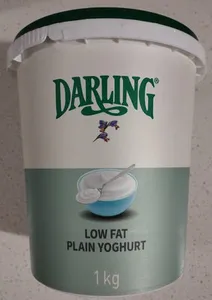 DARLING®
LOW FAT
PLAIN YOGHURT
1 kg